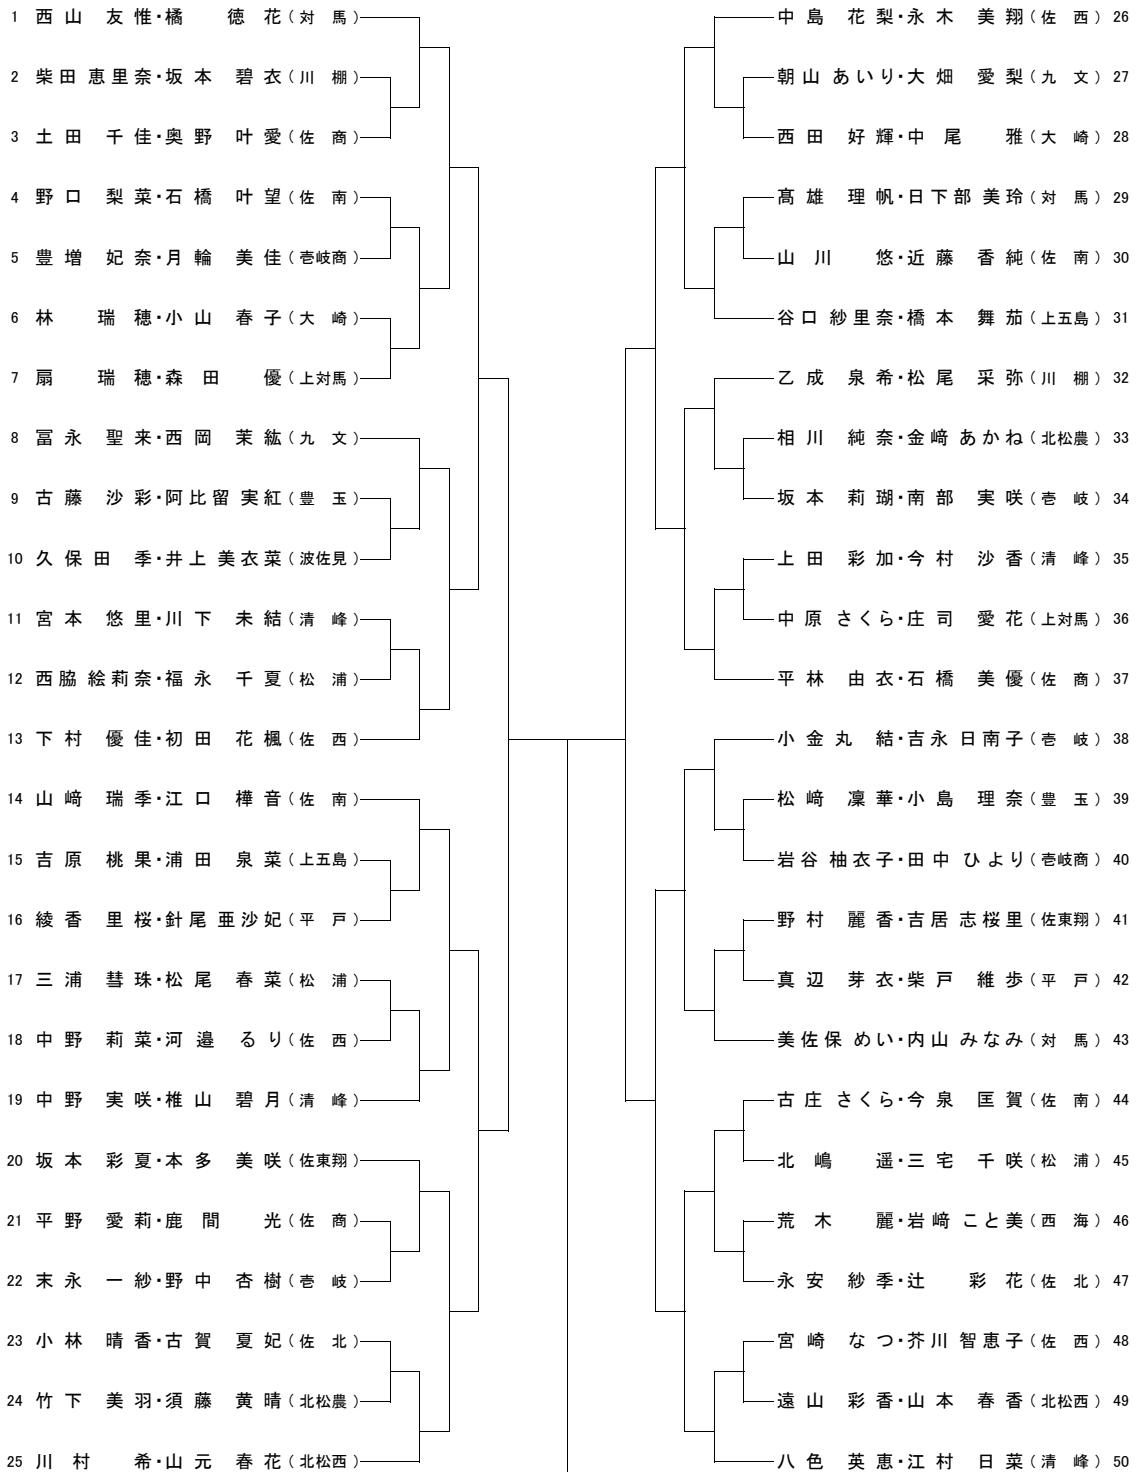 1 西山 友惟・橘 徳花(対 馬)
2 柴田 恵里奈・坂本 碧衣(川 棚)
3 土田 千佳・奥野 叶愛(佐 商)
4 野口 梨菜・石橋 叶望(佐 南)
5 豊増 妃奈・月輪 美佳(壱岐商)
6 林 瑞穂・小山 春子(大 崎)
7 扇 瑞穂・森田 優(上対馬)
8 冨永 聖来・西岡 茉紘(九 文)
9 古藤 沙彩・阿比留 実紅(豊 玉)
10 久保田 季・井上 美衣菜(波佐見)
11 宮本 悠里・川下 未結(清 峰)
12 西脇 絵莉奈・福永 千夏(松 浦)
13 下村 優佳・初田 花楓(佐 西)
14 山﨑 瑞季・江口 樺音(佐 南)
15 吉原 桃果・浦田 泉菜(上五島)
16 綾香 里桜・針尾 亜沙妃(平 戸)
17 三浦 彗珠・松尾 春菜(松 浦)
18 中野 莉菜・河邉 るり(佐 西)
19 中野 実咲・椎山 碧月(清 峰)
20 坂本 彩夏・本多 美咲(佐東翔)
21 平野 愛莉・鹿間 光(佐 商)
22 末永 一紗・野中 杏樹(壱 岐)
23 小林 晴香・古賀 夏妃(佐 北)
24 竹下 美羽・須藤 黄晴(北松農)
25 川村 希・山元 春花(北松西)
中島 花梨・永木 美翔(佐 西) 26
朝山 あいり・大畑 愛梨(九 文) 27
西田 好輝・中尾 雅(大 崎) 28
髙雄 理帆・日下部 美玲(対 馬) 29
山川 悠・近藤 香純(佐 南) 30
谷口 紗里奈・橋本 舞茄(上五島) 31
乙成 泉希・松尾 采弥(川 棚) 32
相川 純奈・金﨑 あかね(北松農) 33
坂本 莉瑚・南部 実咲(壱 岐) 34
上田 彩加・今村 沙香(清 峰) 35
中原 さくら・庄司 愛花(上対馬) 36
平林 由衣・石橋 美優(佐 商) 37
小金丸 結・吉永 日南子(壱 岐) 38
松﨑 凜華・小島 理奈(豊 玉) 39
岩谷 柚衣子・田中 ひより(壱岐商) 40
野村 麗香・吉居 志桜里(佐東翔) 41
真辺 芽衣・柴戸 維歩(平 戸) 42
美佐保 めい・内山 みなみ(対 馬) 43
古庄 さくら・今泉 匡賀(佐 南) 44
北嶋 遥・三宅 千咲(松 浦) 45
荒木 麗・岩﨑 こと美(西 海) 46
永安 紗季・辻 彩花(佐 北) 47
宮崎 なつ・芥川 智恵子(佐 西) 48
遠山 彩香・山本 春香(北松西) 49
八色 英恵・江村 日菜(清 峰) 50